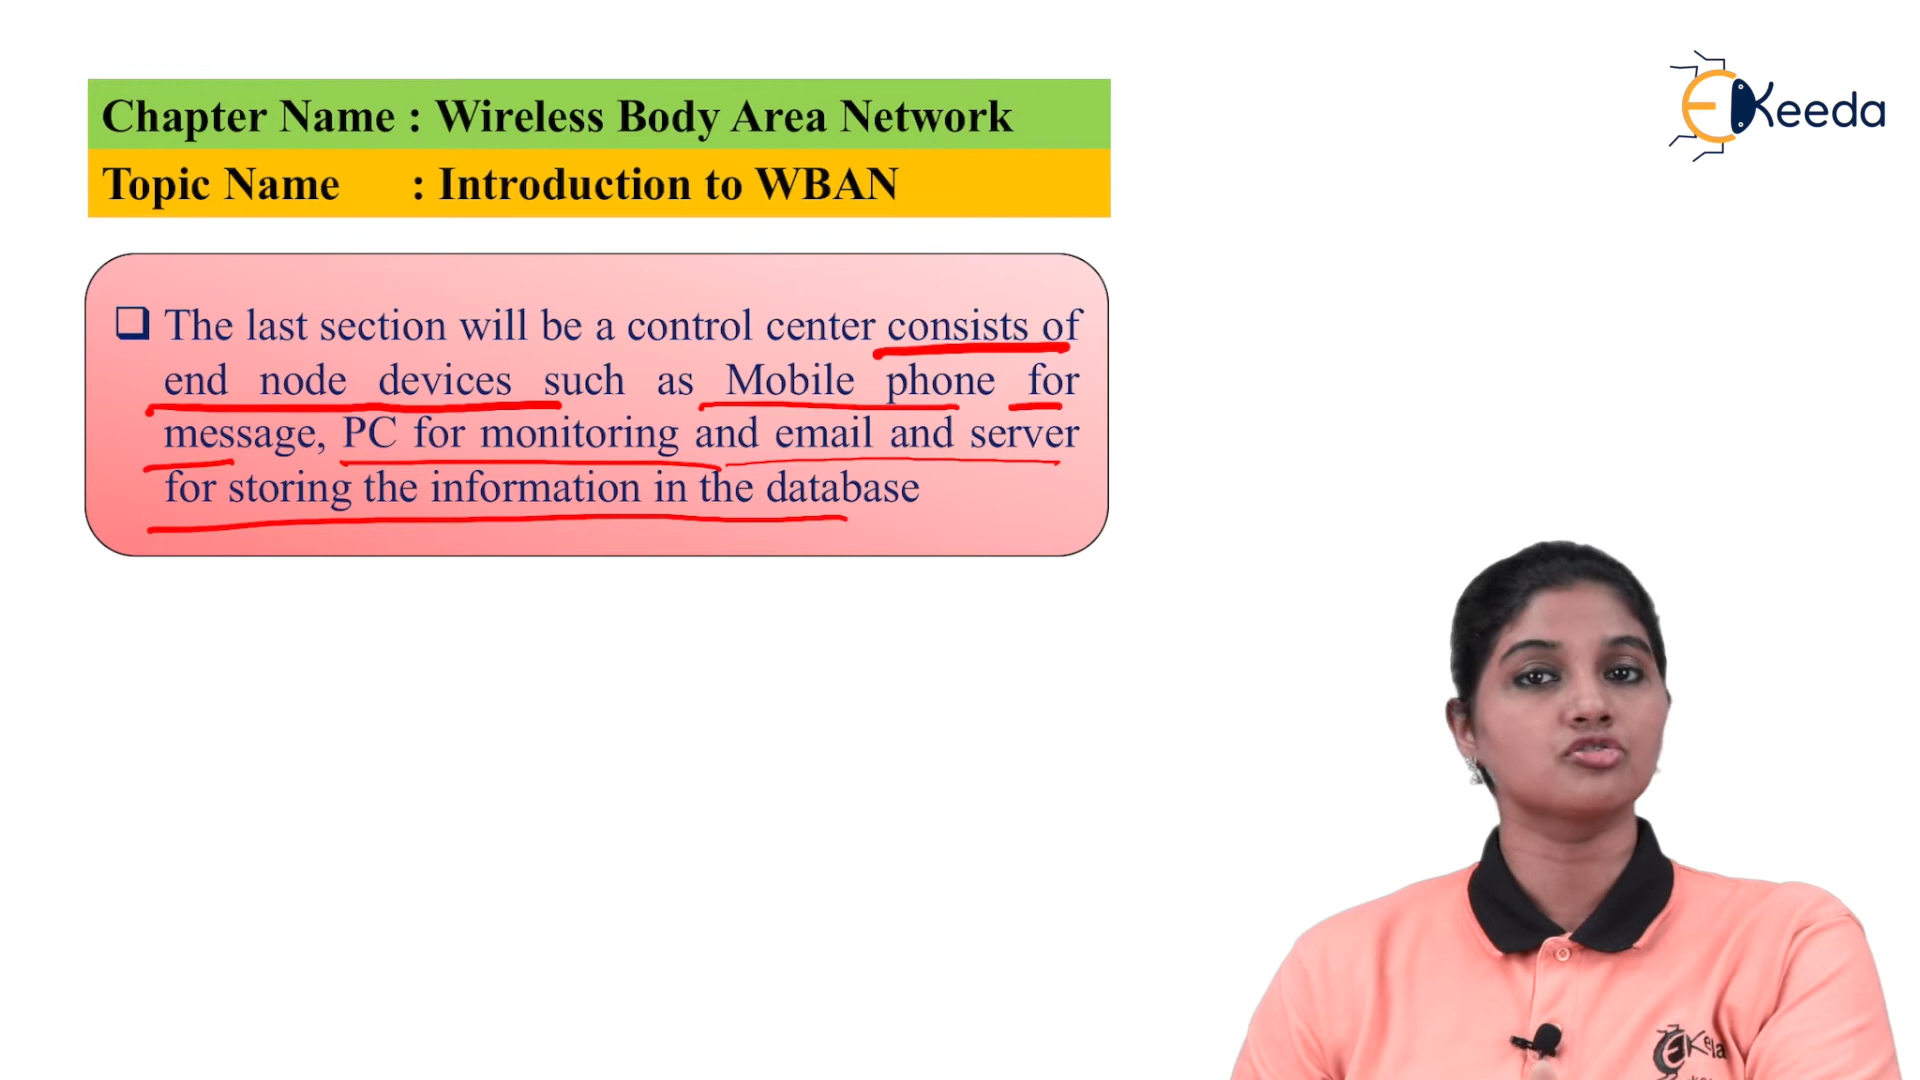 Chapter Name : Wireless Body Area Network
EKeeda
Topic Name : Introduction to WBAN
❑ The last section will be a control center consists of
end node devices such as Mobile phone for
message, PC for monitoring and email and server
for storing the information in the database